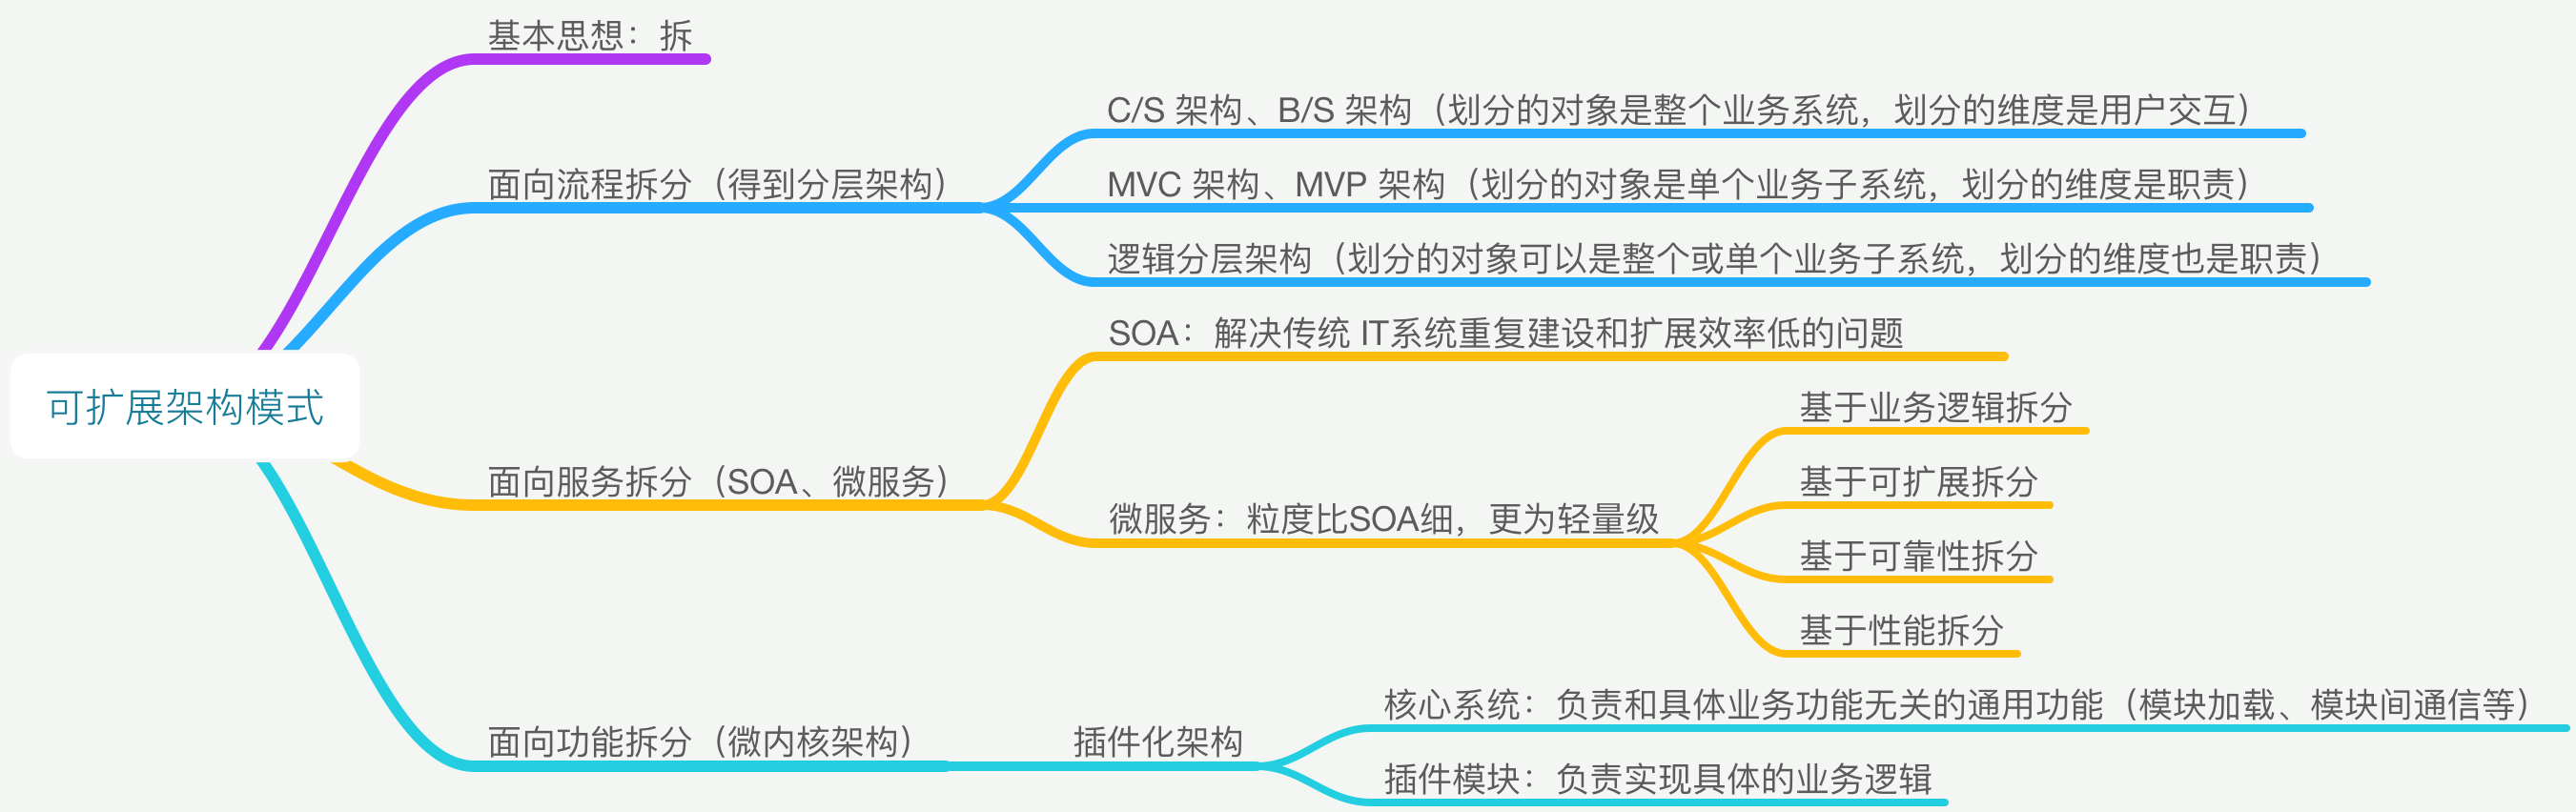 基本思想：拆
C/S 架构、B/S 架构（划分的对象是整个业务系统，划分的维度是用户交互）
面向流程拆分（得到分层架构）
MVC 架构、MVP 架构（划分的对象是单个业务子系统，划分的维度是职责）
逻辑分层架构（划分的对象可以是整个或单个业务子系统，划分的维度也是职责）
SOA：解决传统 IT系统重复建设和扩展效率低的问题
可扩展架构模式
基于业务逻辑拆分
面向服务拆分（SOA、微服务）
基于可扩展拆分
微服务：粒度比SOA细，更为轻量级
基于可靠性拆分
基于性能拆分
核心系统：负责和具体业务功能无关的通用功能（模块加载、模块间通信等）
面向功能拆分（微内核架构）
插件化架构
插件模块：负责实现具体的业务逻辑